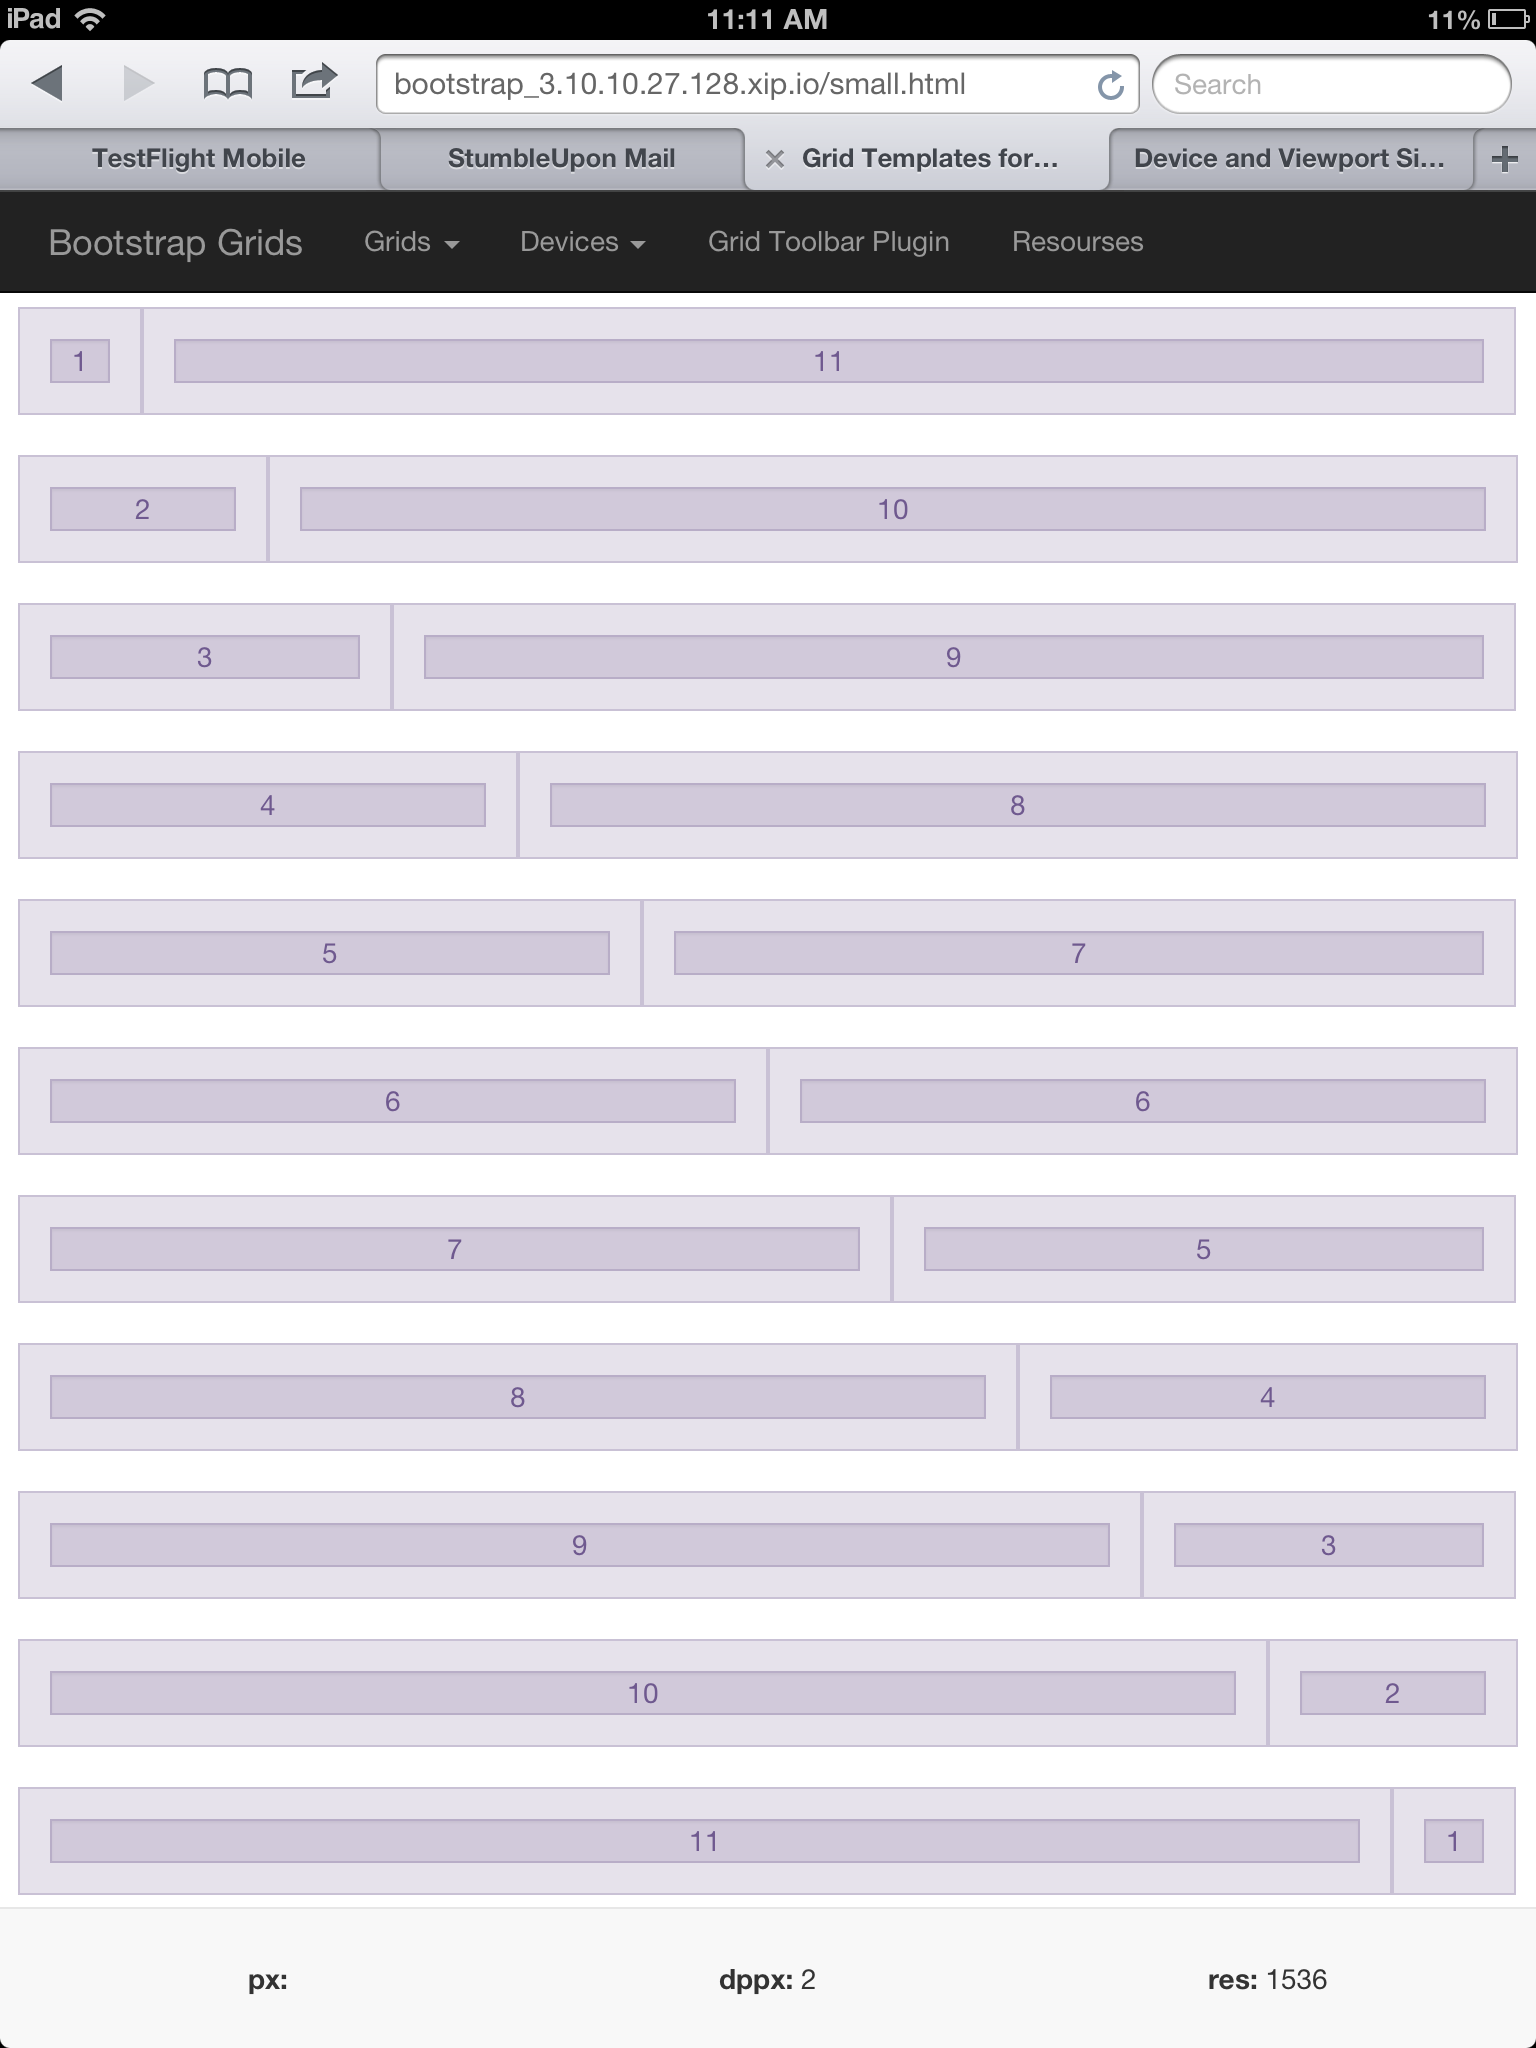 iPad 11:11 AM 11%
bootstrap_3.10.10.27.128.xip.io/small.html Search
TestFlight Mobile StumbleUpon Mail Grid Templates for... Device and Viewport Si...
Bootstrap Grids Grids Devices Grid Toolbar Plugin Resourses
1 11
2 10
3 9
4 8
5 7
6 6
7 5
8 4
9 3
10 2
11 1
px: dppx: 2 res: 1536